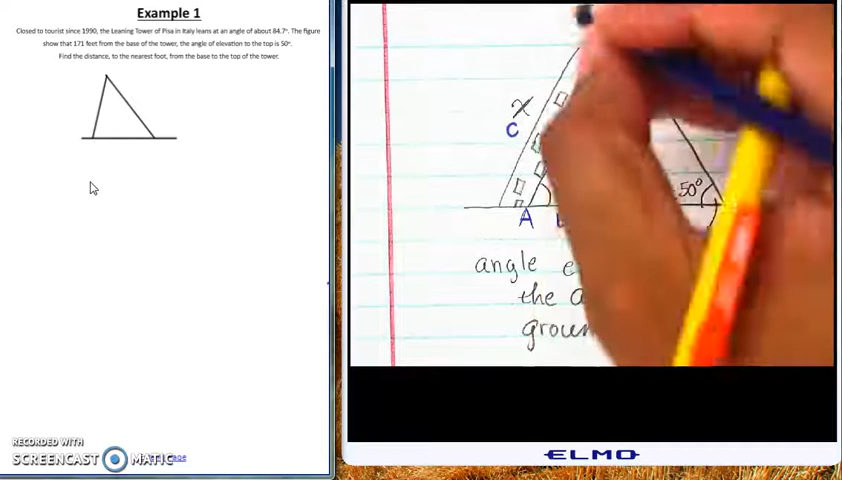 Example 1
Closed to tourist since 1990, the Leaning Tower of Pisa in Italy leans at an angle of about 84.7°. The figure
show that 171 feet from the base of the tower, the angle of elevation to the top is 50°.
Find the distance, to the nearest foot, from the base to the top of the tower.
x
C
50°
A
angle e
the a
groun
RECORDED WITH
SCREENCAST MATIC
ELMO